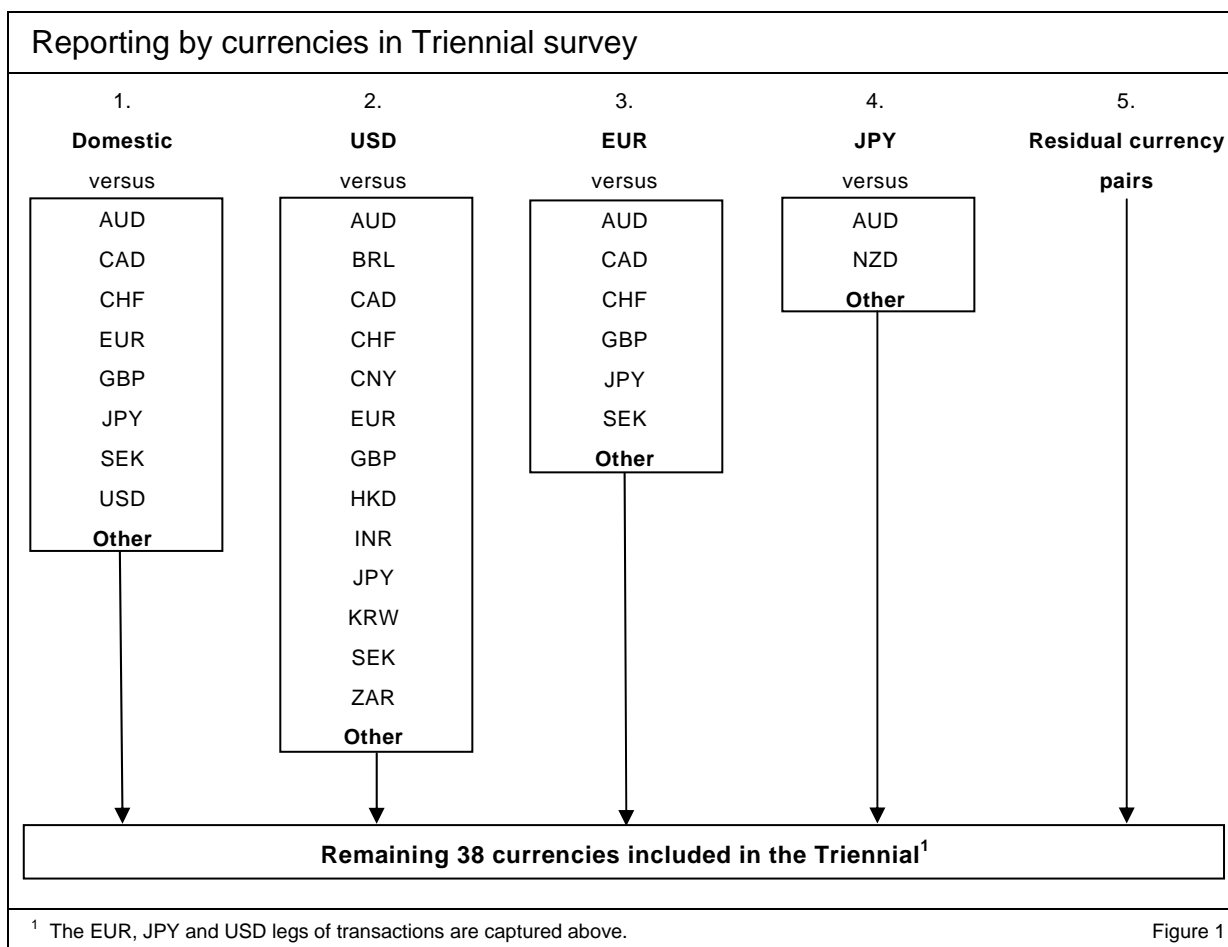 Reporting by currencies in Triennial survey
1.
Domestic
versus
AUD
CAD
CHF
EUR
GBP
JPY
SEK
USD
Other
2.
USD
versus
AUD
BRL
CAD
CHF
CNY
EUR
GBP
HKD
INR
JPY
KRW
SEK
ZAR
Other
3.
EUR
versus
AUD
CAD
CHF
GBP
JPY
SEK
Other
4.
JPY
versus
AUD
NZD
Other
5.
Residual currency
pairs
Remaining 38 currencies included in the Triennial¹
¹ The EUR, JPY and USD legs of transactions are captured above.
Figure 1